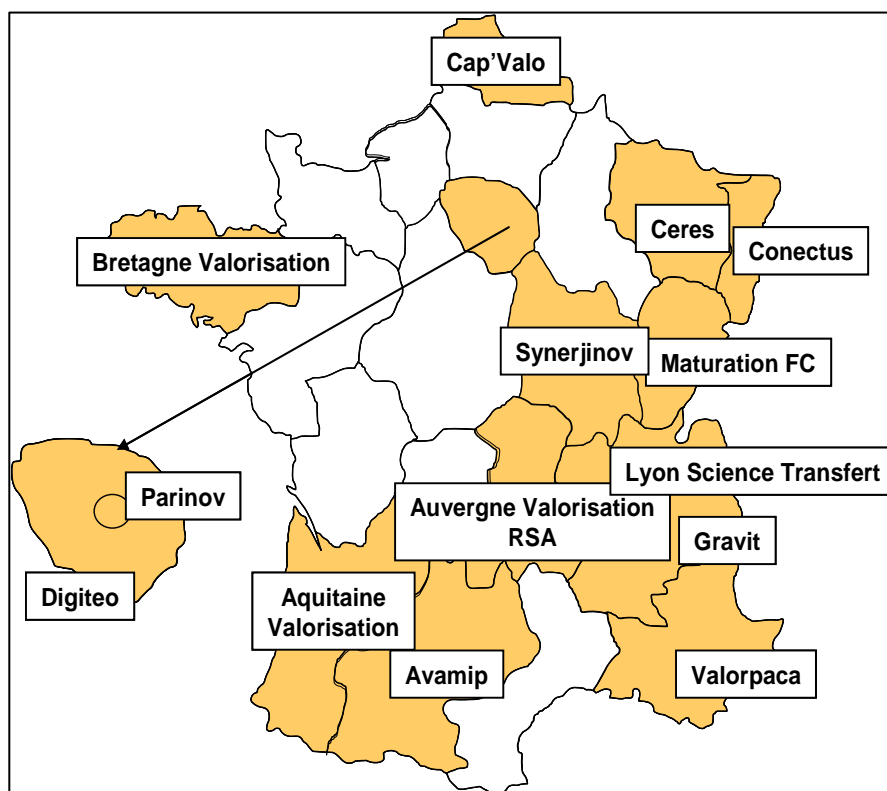 Cap'Valo
Ceres
Conectus
Bretagne Valorisation
Synerjinov
Maturation FC
Lyon Science Transfert
Parinov
Auvergne Valorisation
RSA
Gravit
Digiteo
Aquitaine
Valorisation
Avamip
Valorpaca